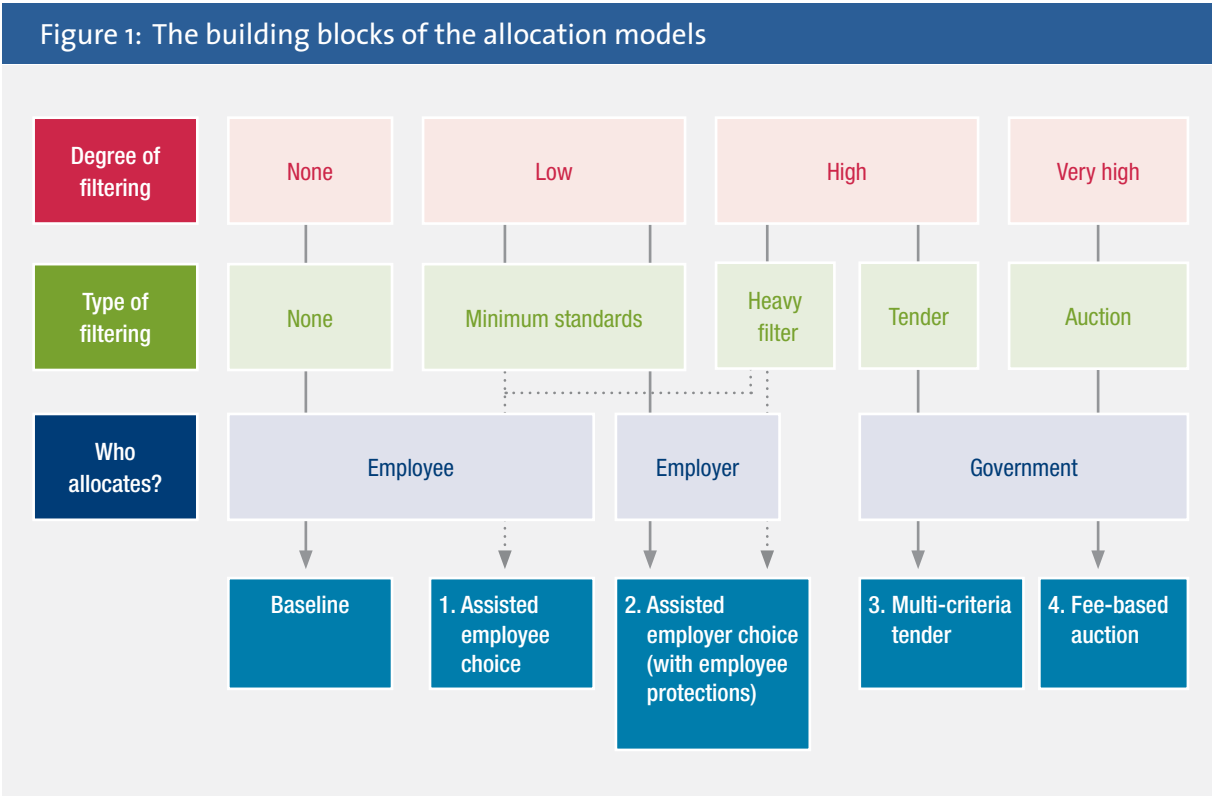 Figure 1: The building blocks of the allocation models
Degree of
filtering
None
Low
High
Very high
Type of
filtering
None
Minimum standards
Heavy
filter
Tender
Auction
Who
allocates?
Employee
Employer
Government
Baseline
1. Assisted
employee
choice
2. Assisted
employer choice
(with employee
protections)
3. Multi-criteria
tender
4. Fee-based
auction